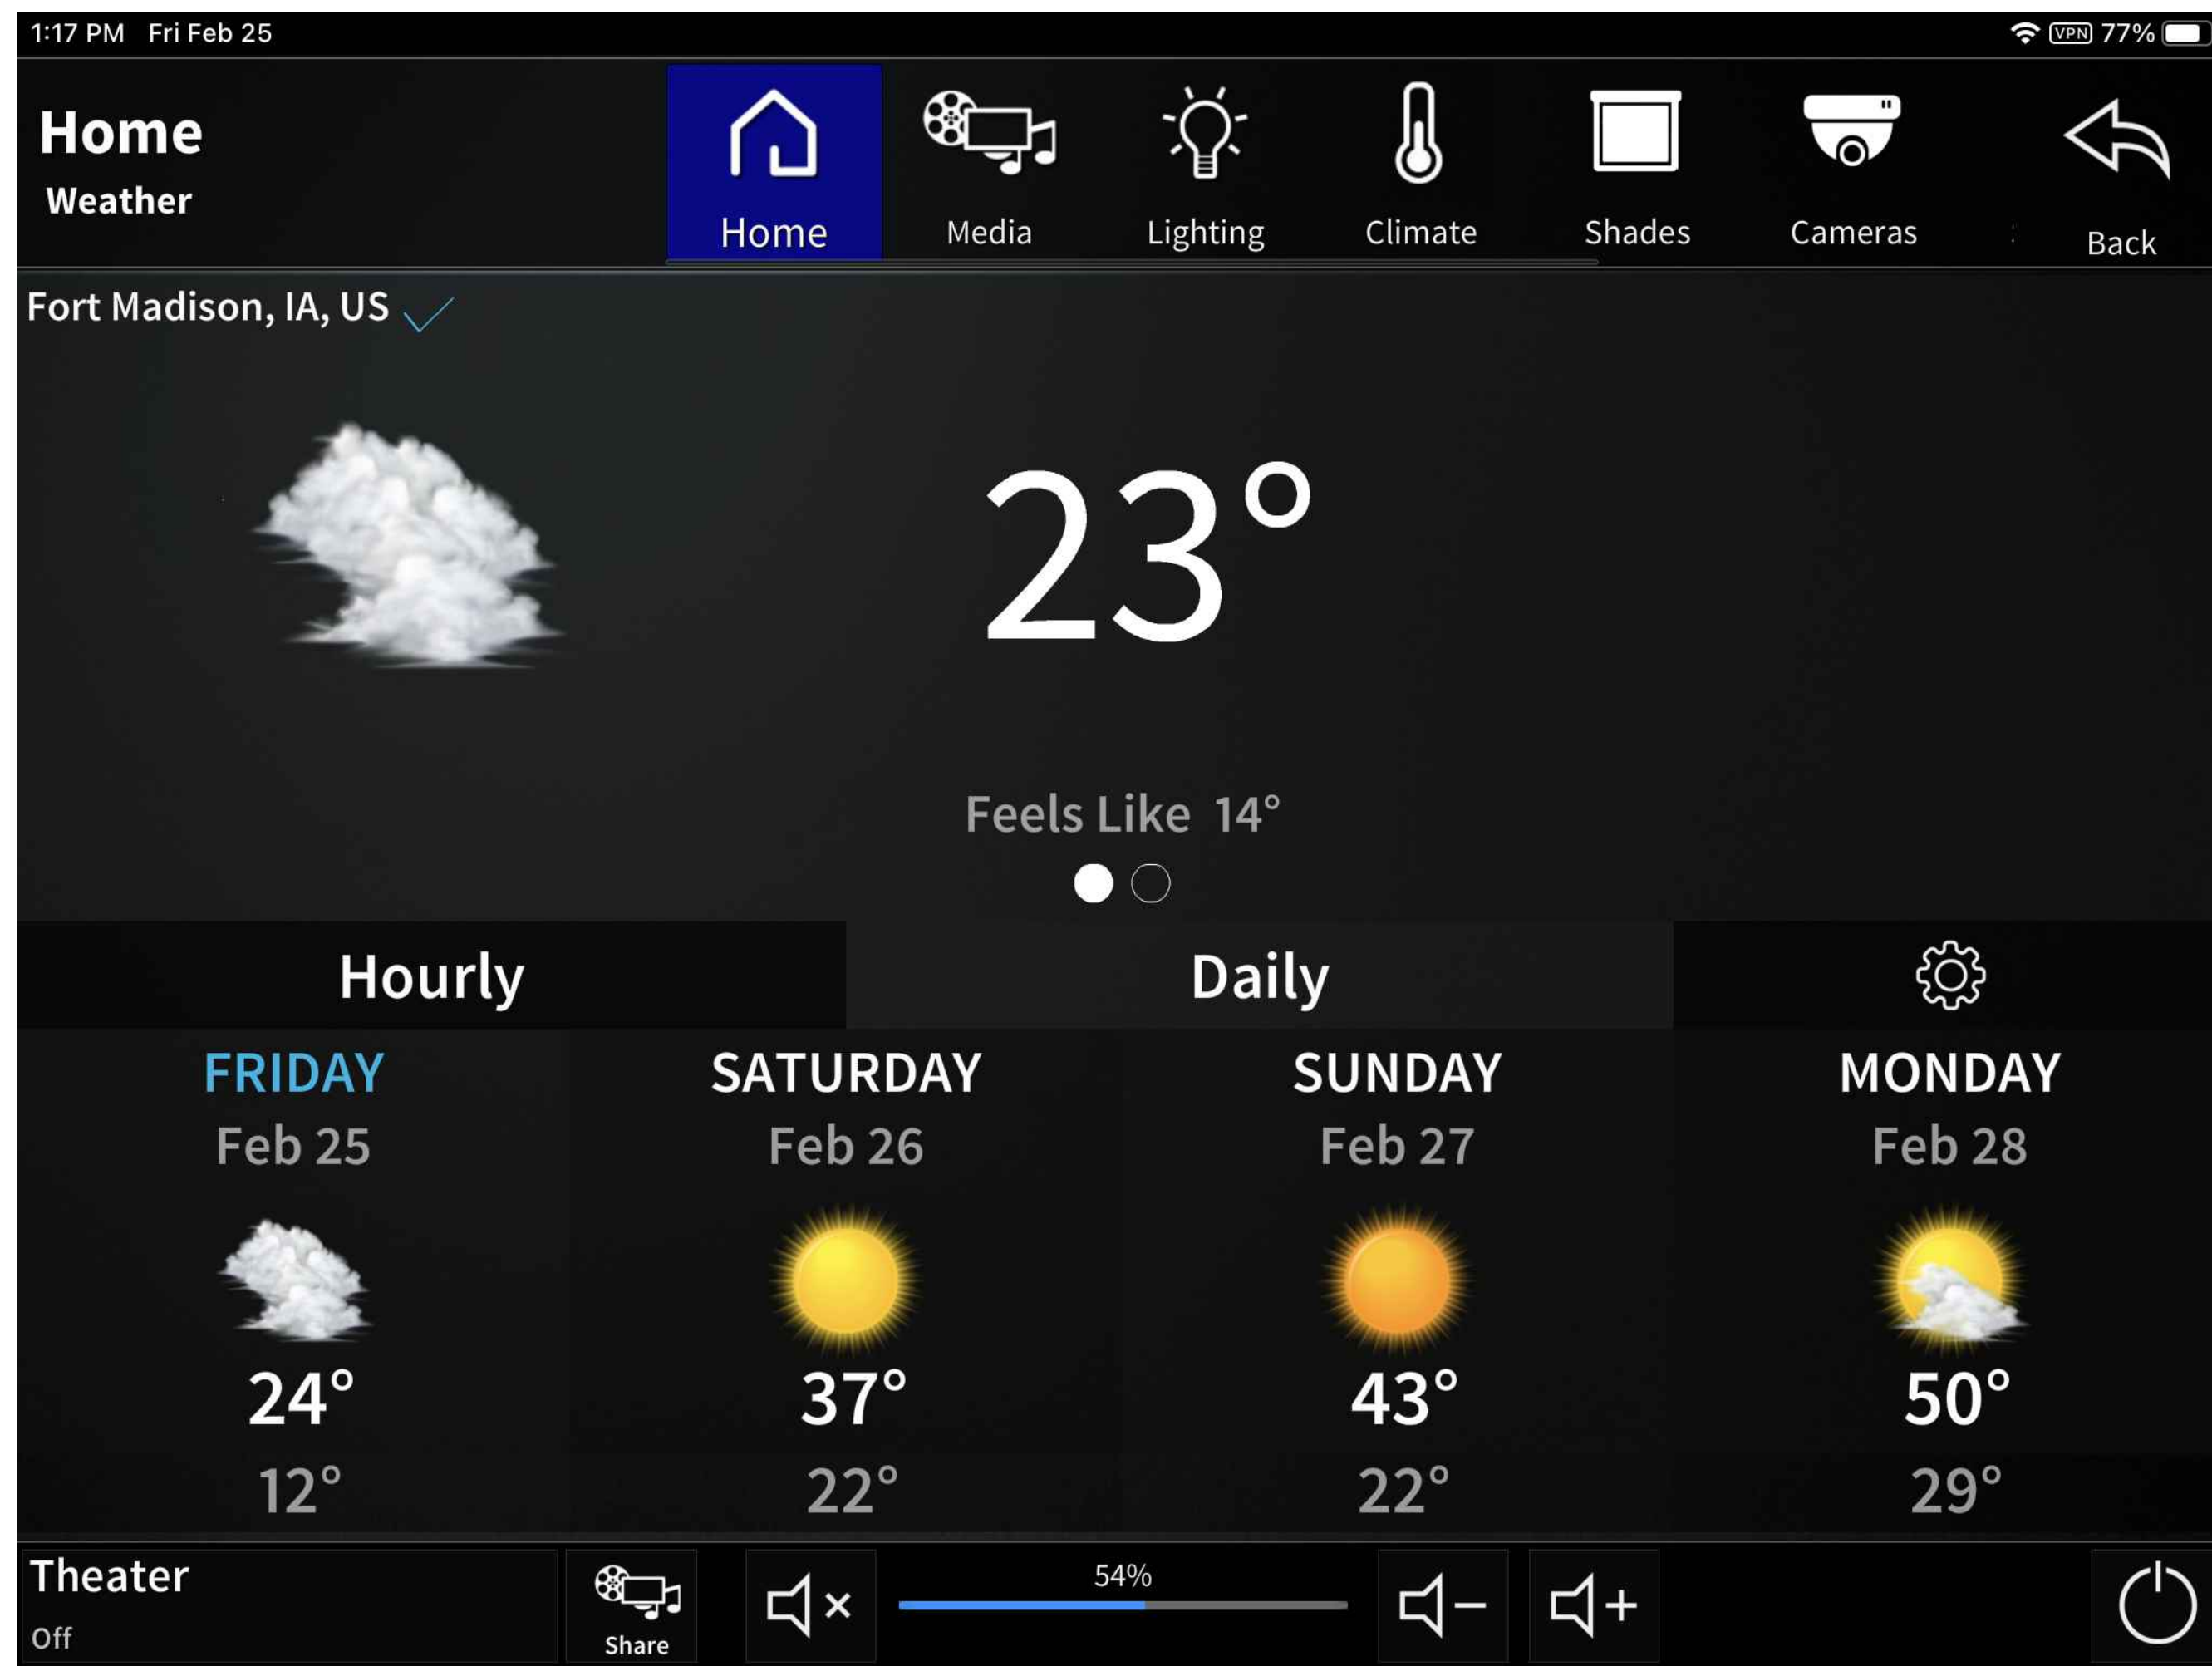 1:17 PM Fri Feb 25
VPN 77%
Home
Weather
Home Media Lighting Climate Shades Cameras Back
Fort Madison, IA, US
23°
Feels Like 14°
Hourly Daily
FRIDAY SATURDAY SUNDAY MONDAY
Feb 25 Feb 26 Feb 27 Feb 28
24° 37° 43° 50°
12° 22° 22° 29°
Theater
Off
Share
54%